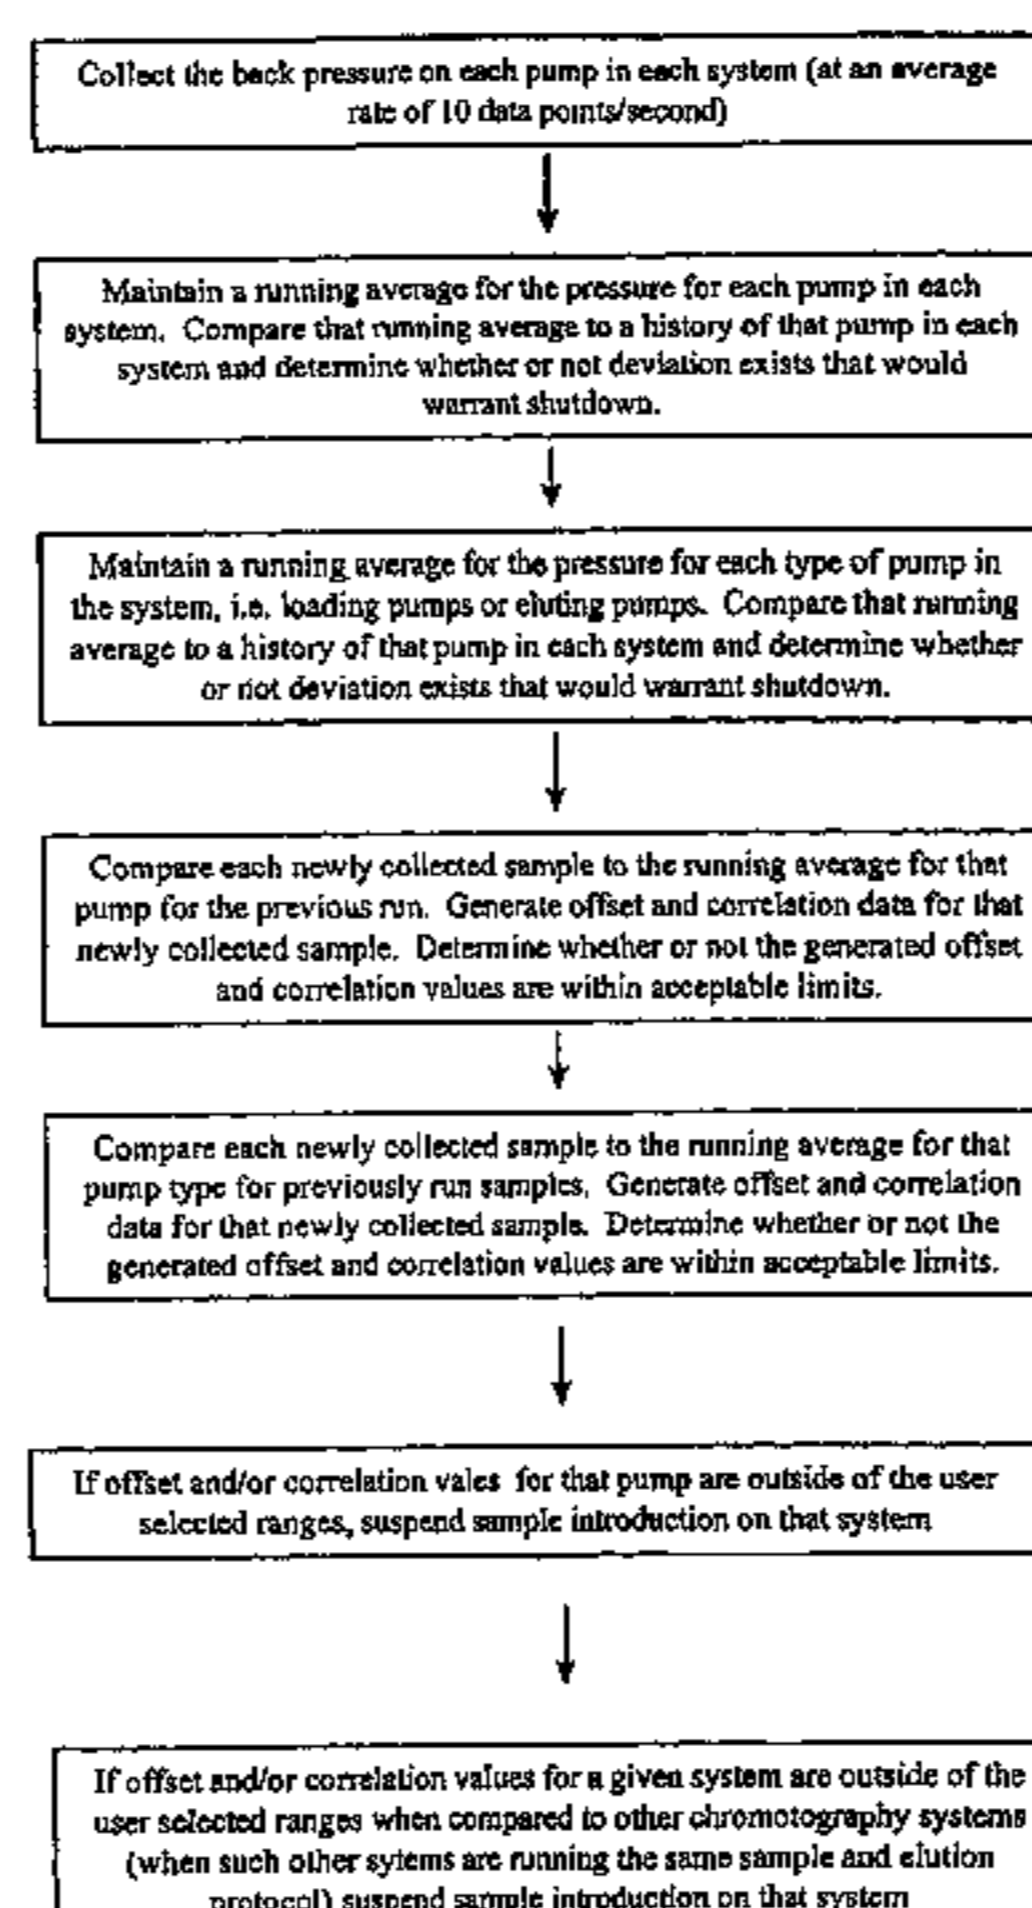 Collect the back pressure on each pump in each system (at an average
rate of 10 data points/second)
Maintain a running average for the pressure for each pump in each
system. Compare that running average to a history of that pump in each
system and determine whether or not deviation exists that would
warrant shutdown.
Maintain a running average for the pressure for each type of pump in
the system, i.e. loading pumps or eluting pumps. Compare that running
average to a history of that pump in each system and determine whether
or not deviation exists that would warrant shutdown.
Compare each newly collected sample to the running average for that
pump for the previous run. Generate offset and correlation data for that
newly collected sample. Determine whether or not the generated offset
and correlation values are within acceptable limits.
Compare each newly collected sample to the running average for that
pump type for previously run samples. Generate offset and correlation
data for that newly collected sample. Determine whether or not the
generated offset and correlation values are within acceptable limits.
If offset and/or correlation vales for that pump are outside of the user
selected ranges, suspend sample introduction on that system
If offset and/or correlation values for a given system are outside of the
user selected ranges when compared to other chromotography systems
(when such other sytems are running the same sample and elution
protocol) suspend sample introduction on that system